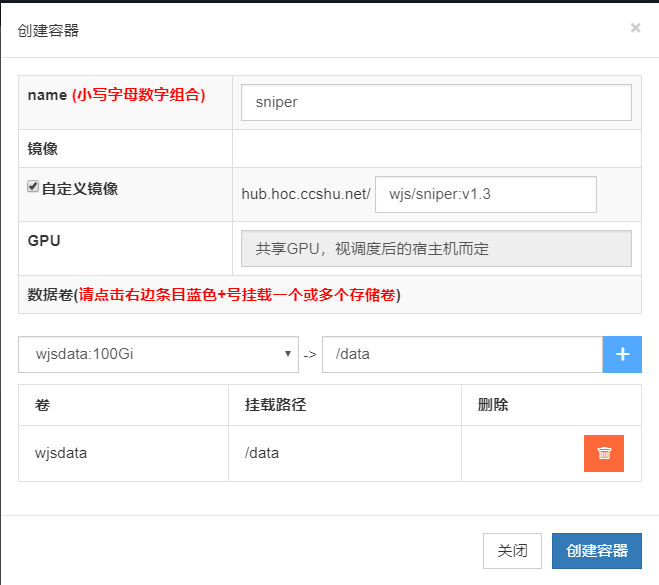 创建容器 ×
name (小写字母数字组合) sniper
镜像
自定义镜像 hub.hoc.ccshu.net/ wjs/sniper:v1.3
GPU 共享GPU，视调度后的宿主机而定
数据卷(请点击右边条目蓝色+号挂载一个或多个存储卷)
wjsdata:100Gi -> /data +
卷 挂载路径 删除
wjsdata /data
关闭 创建容器